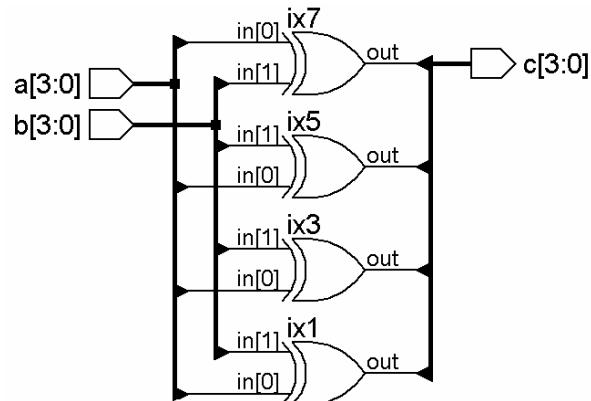 ix7
in[0]
out
in[1]
a[3:0]
c[3:0]
b[3:0]
ix5
in[1]
out
in[0]
ix3
in[1]
out
in[0]
ix1
in[1]
out
in[0]